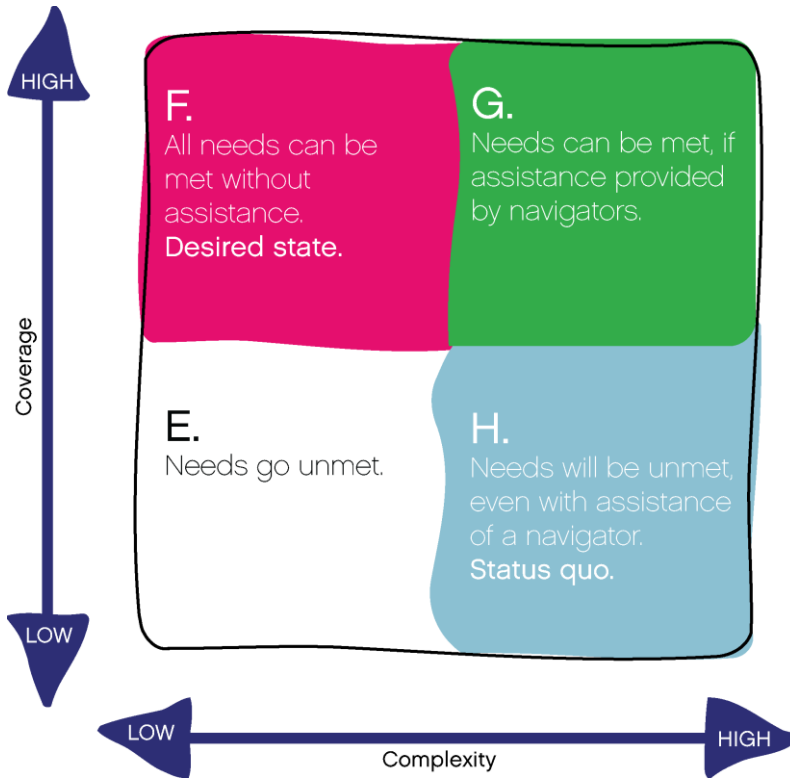 HIGH
F.
All needs can be
met without
assistance.
Desired state.
G.
Needs can be met, if
assistance provided
by navigators.
Coverage
E.
Needs go unmet.
H.
Needs will be unmet,
even with assistance
of a navigator.
Status quo.
LOW
LOW
Complexity
HIGH